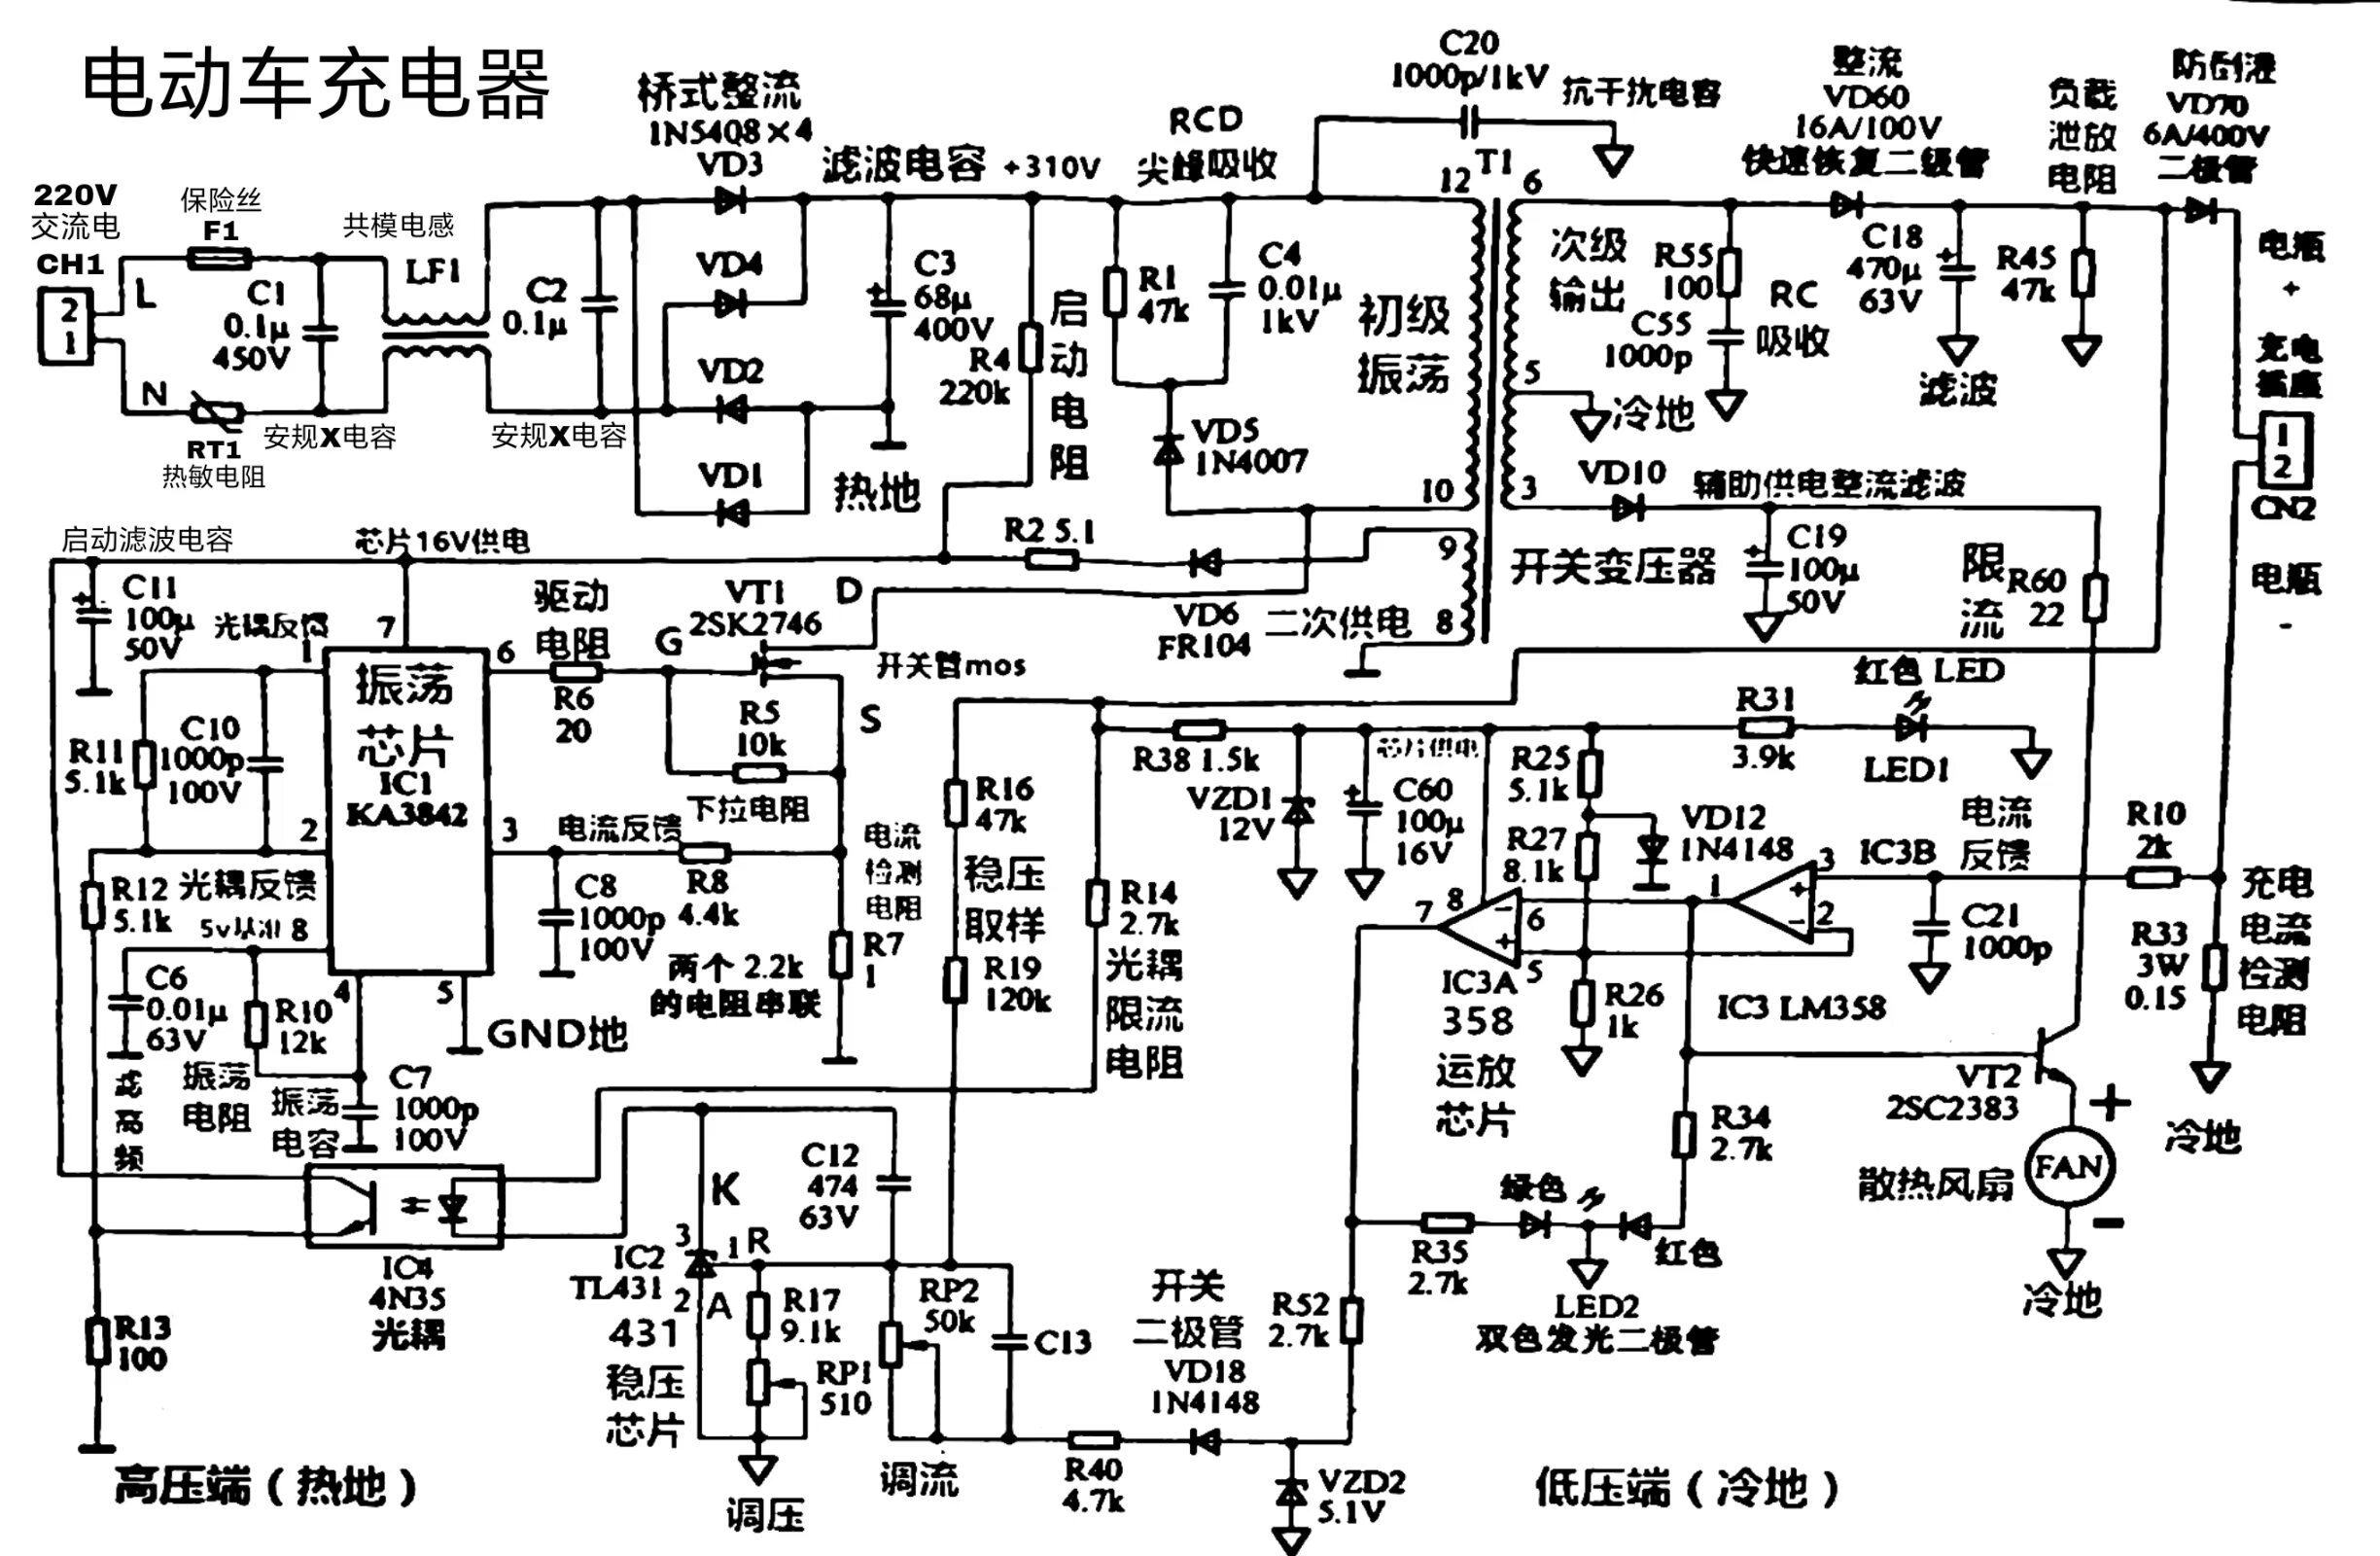 电动车充电器
桥式整流
1N5408×4
VD3
滤波电容 +310V
RCD
尖峰吸收
C20
1000p/1kV
抗干扰电容
T1
整流
VD60
16A/100V
快速恢复二级管
负载
泄放
电阻
防倒灌
VD70
6A/400V
二极管
220V
交流电
CH1
2
1
L
N
保险丝
F1
共模电感
LF1
C1
0.1μ
450V
RT1
热敏电阻
安规X电容
C2
0.1μ
安规X电容
VD4
VD2
VD1
C3
68μ
400V
热地
R4
220k
启动电阻
R1
47k
C4
0.01μ
1kV
VD5
1N4007
初级
振荡
12
10
9
8
6
5
3
次级
输出
R55
100
C55
1000p
RC
吸收
冷地
C18
470μ
63V
滤波
R45
47k
电瓶
+
充电
插座
1
2
CN2
电瓶
-
VD10
辅助供电整流滤波
开关变压器
C19
100μ
50V
限流
R60
22
启动滤波电容
芯片16V供电
C11
100μ
50V
光耦反馈
R2 5.1
VD6
FR104
二次供电
驱动
电阻
R6
20
VT1
2SK2746
D
G
S
开关管mos
R5
10k
下拉电阻
7
1
2
8
4
5
6
3
振荡
芯片
IC1
KA3842
R11
5.1k
C10
1000p
100V
R12
5.1k
光耦反馈
C6
0.01μ
63V
R10
12k
振荡
电阻
高
频
振荡
电容
C7
1000p
100V
GND地
电流反馈
C8
1000p
100V
R8
4.4k
两个 2.2k
的电阻串联
电流
检测
电阻
R7
1
R16
47k
稳压
取样
R19
120k
R14
2.7k
光耦
限流
电阻
R38 1.5k
VZD1
12V
芯片供电
C60
100μ
16V
R25
5.1k
R27
8.1k
R31
3.9k
红色 LED
LED1
VD12
1N4148
IC3B
电流
反馈
R10
2k
3
1
2
7
8
6
5
IC3A
358
运放
芯片
R26
1k
IC3 LM358
C21
1000p
R33
3W
0.15
充电
电流
检测
电阻
冷地
VT2
2SC2383
+
FAN
-
散热风扇
冷地
R34
2.7k
绿色
红色
R35
2.7k
LED2
双色发光二极管
IC4
4N35
光耦
R13
100
K
3
1
R
IC2
TL431
2
A
431
稳压
芯片
C12
474
63V
R17
9.1k
RP1
510
RP2
50k
C13
调压
调流
开关
二极管
VD18
1N4148
R40
4.7k
R52
2.7k
VZD2
5.1V
高压端（热地）
低压端（冷地）